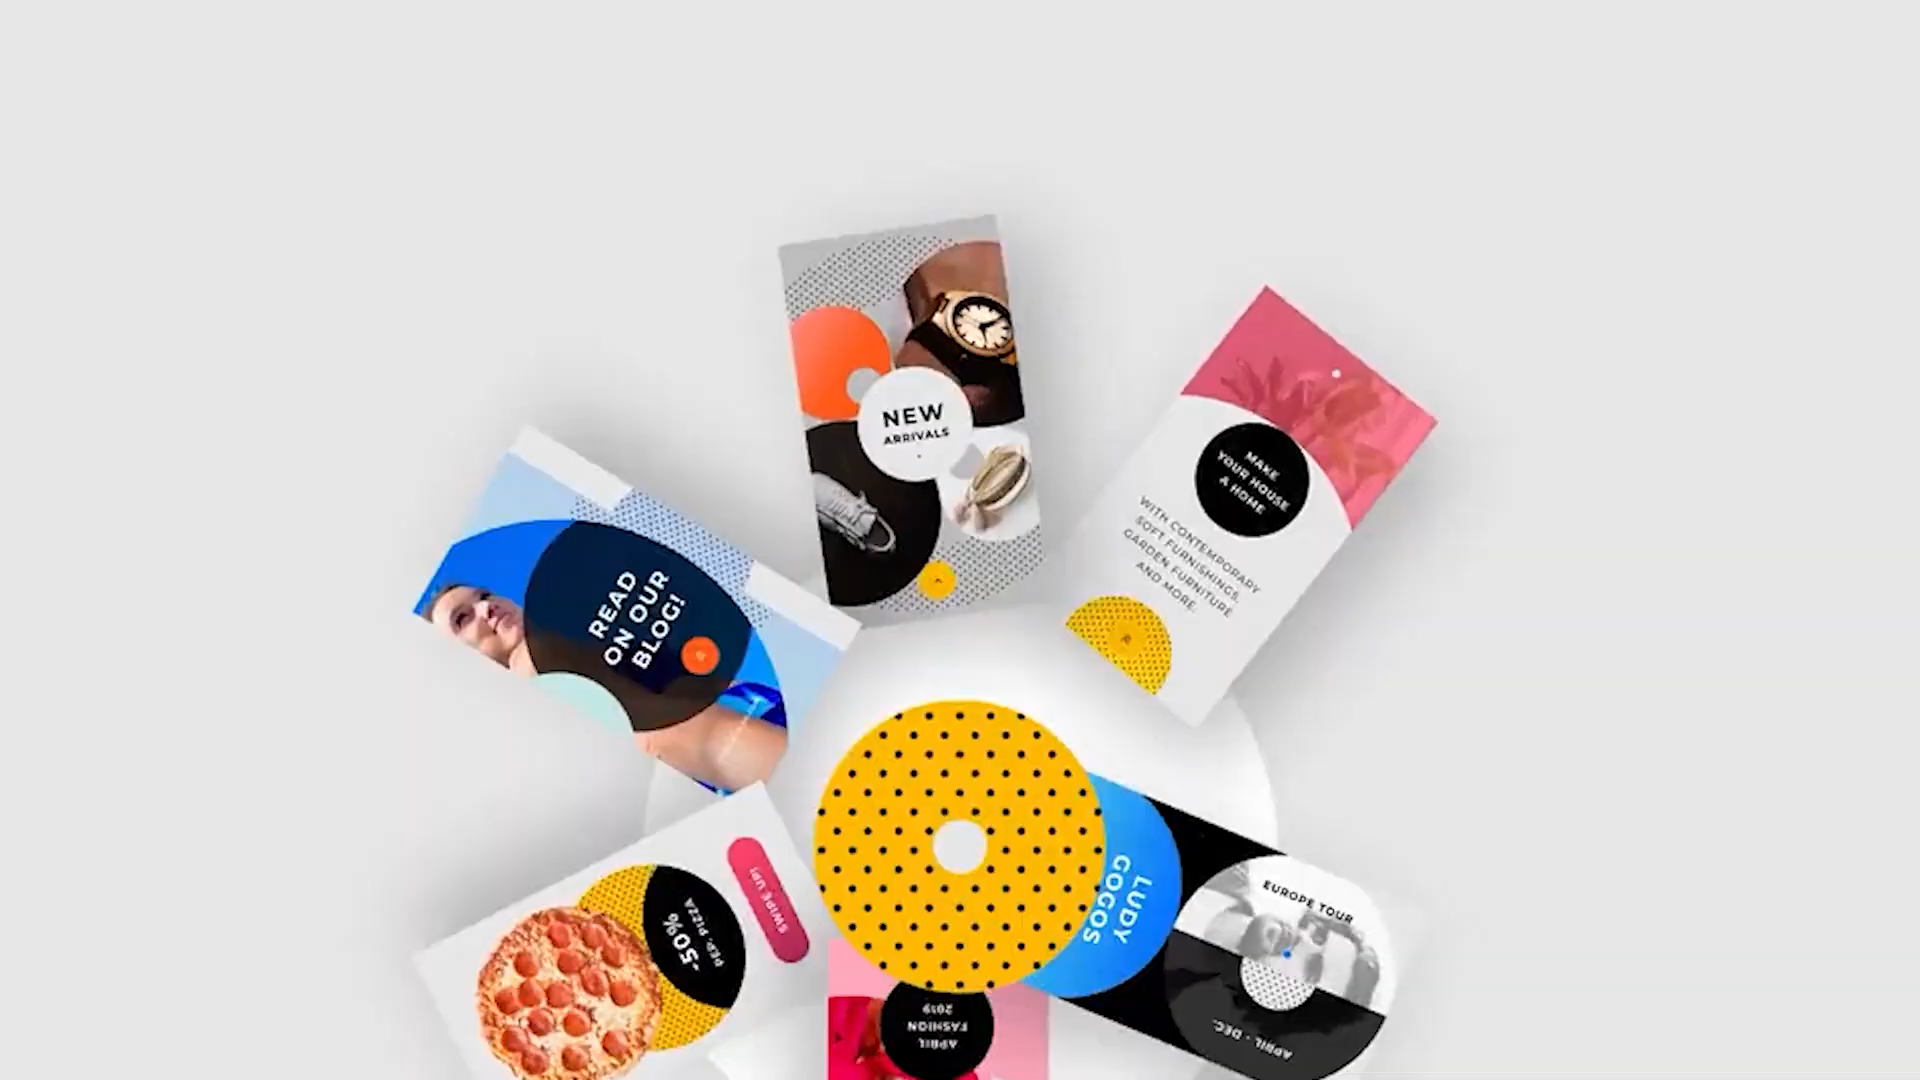 NEW
ARRIVALS
MAKE
YOUR HOUSE
& HOME
WITH CONTEMPORARY
SOFT FURNISHINGS,
GARDEN FURNITURE
AND MORE.
READ
ON OUR
BLOG!
SWIPE UP!
-50%
PEP. PIZZA
LUDY
GOGOS
EUROPE TOUR
APRIL - DEC.
APRIL
FASHION
2019